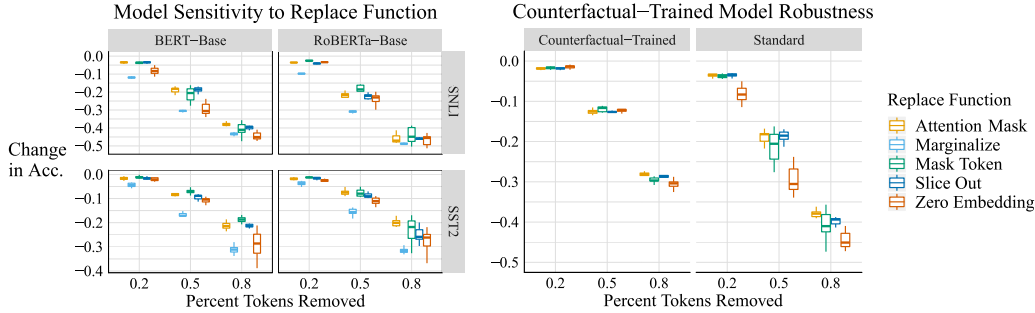 Model Sensitivity to Replace Function
BERT−Base
RoBERTa−Base
0.0
−0.1
−0.2
−0.3
−0.4
−0.5
SNLI
0.0
−0.1
−0.2
−0.3
−0.4
SST2
Change
in Acc.
0.2 0.5 0.8 0.2 0.5 0.8
Percent Tokens Removed
Counterfactual−Trained Model Robustness
Counterfactual−Trained
Standard
0.0
−0.1
−0.2
−0.3
−0.4
−0.5
0.2 0.5 0.8 0.2 0.5 0.8
Percent Tokens Removed
Replace Function
Attention Mask
Marginalize
Mask Token
Slice Out
Zero Embedding